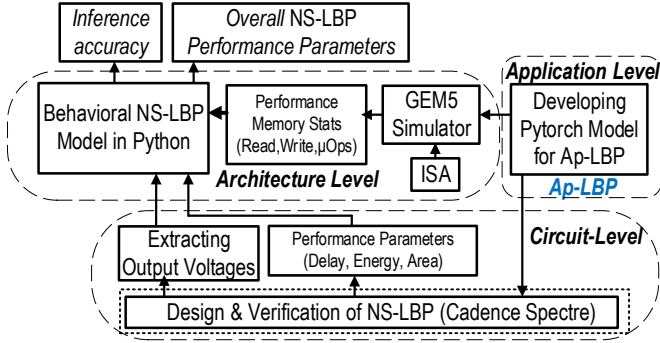 Inference
accuracy
Overall NS-LBP
Performance Parameters
Behavioral NS-LBP
Model in Python
Performance
Memory Stats
(Read,Write,µOps)
GEM5
Simulator
ISA
Architecture Level
Application Level
Developing
Pytorch Model
for Ap-LBP
Ap-LBP
Extracting
Output Voltages
Performance Parameters
(Delay, Energy, Area)
Circuit-Level
Design & Verification of NS-LBP (Cadence Spectre)